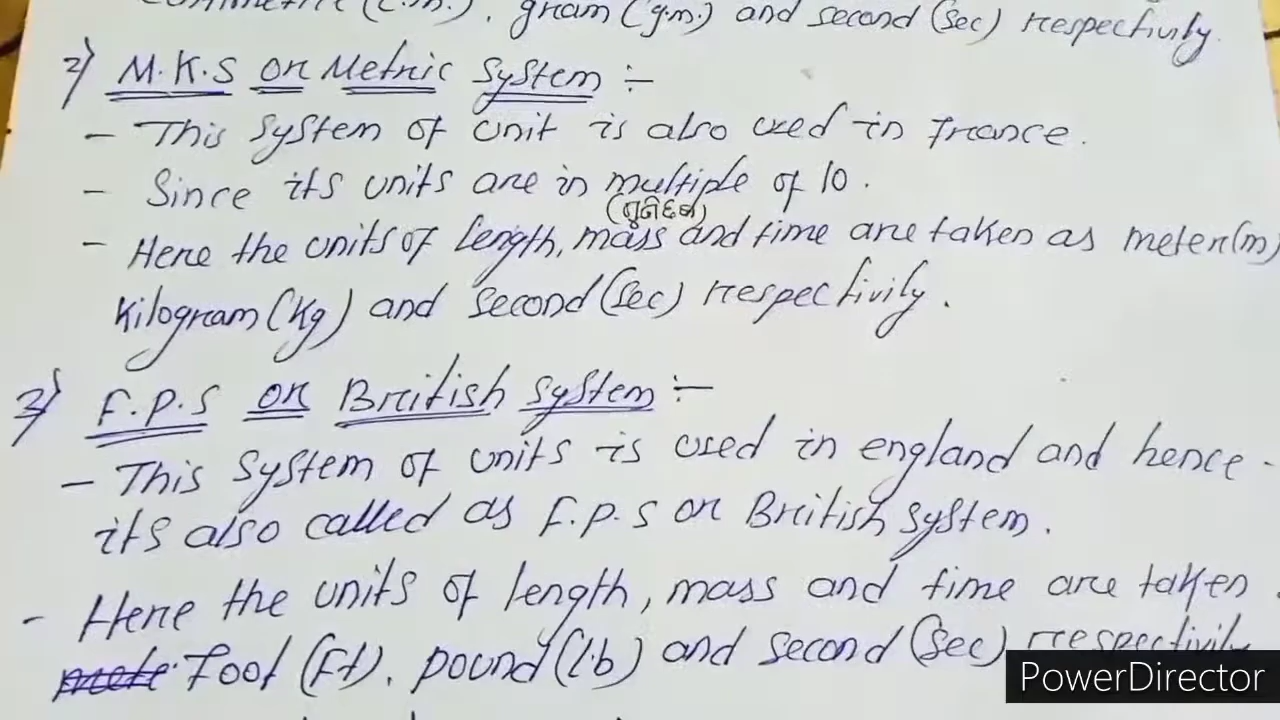 Centimetre (C.m.), gram (g.m.) and second (sec) respectivily.
2) M.K.S or Metric System :-
- This System of unit is also used in France.
- Since its units are in multiple of 10.
(ଗୁଣିତକ)
- Here the units of length, mass and time are taken as meter(m)
Kilogram (Kg) and second (Sec) respectivily.
3) F.P.S or British System :-
- This System of units is used in england and hence -
its also called as F.P.S or British System.
- Here the units of length, mass and time are taken
Foot (Ft), pound (l.b) and second (Sec) respectivily
PowerDirector